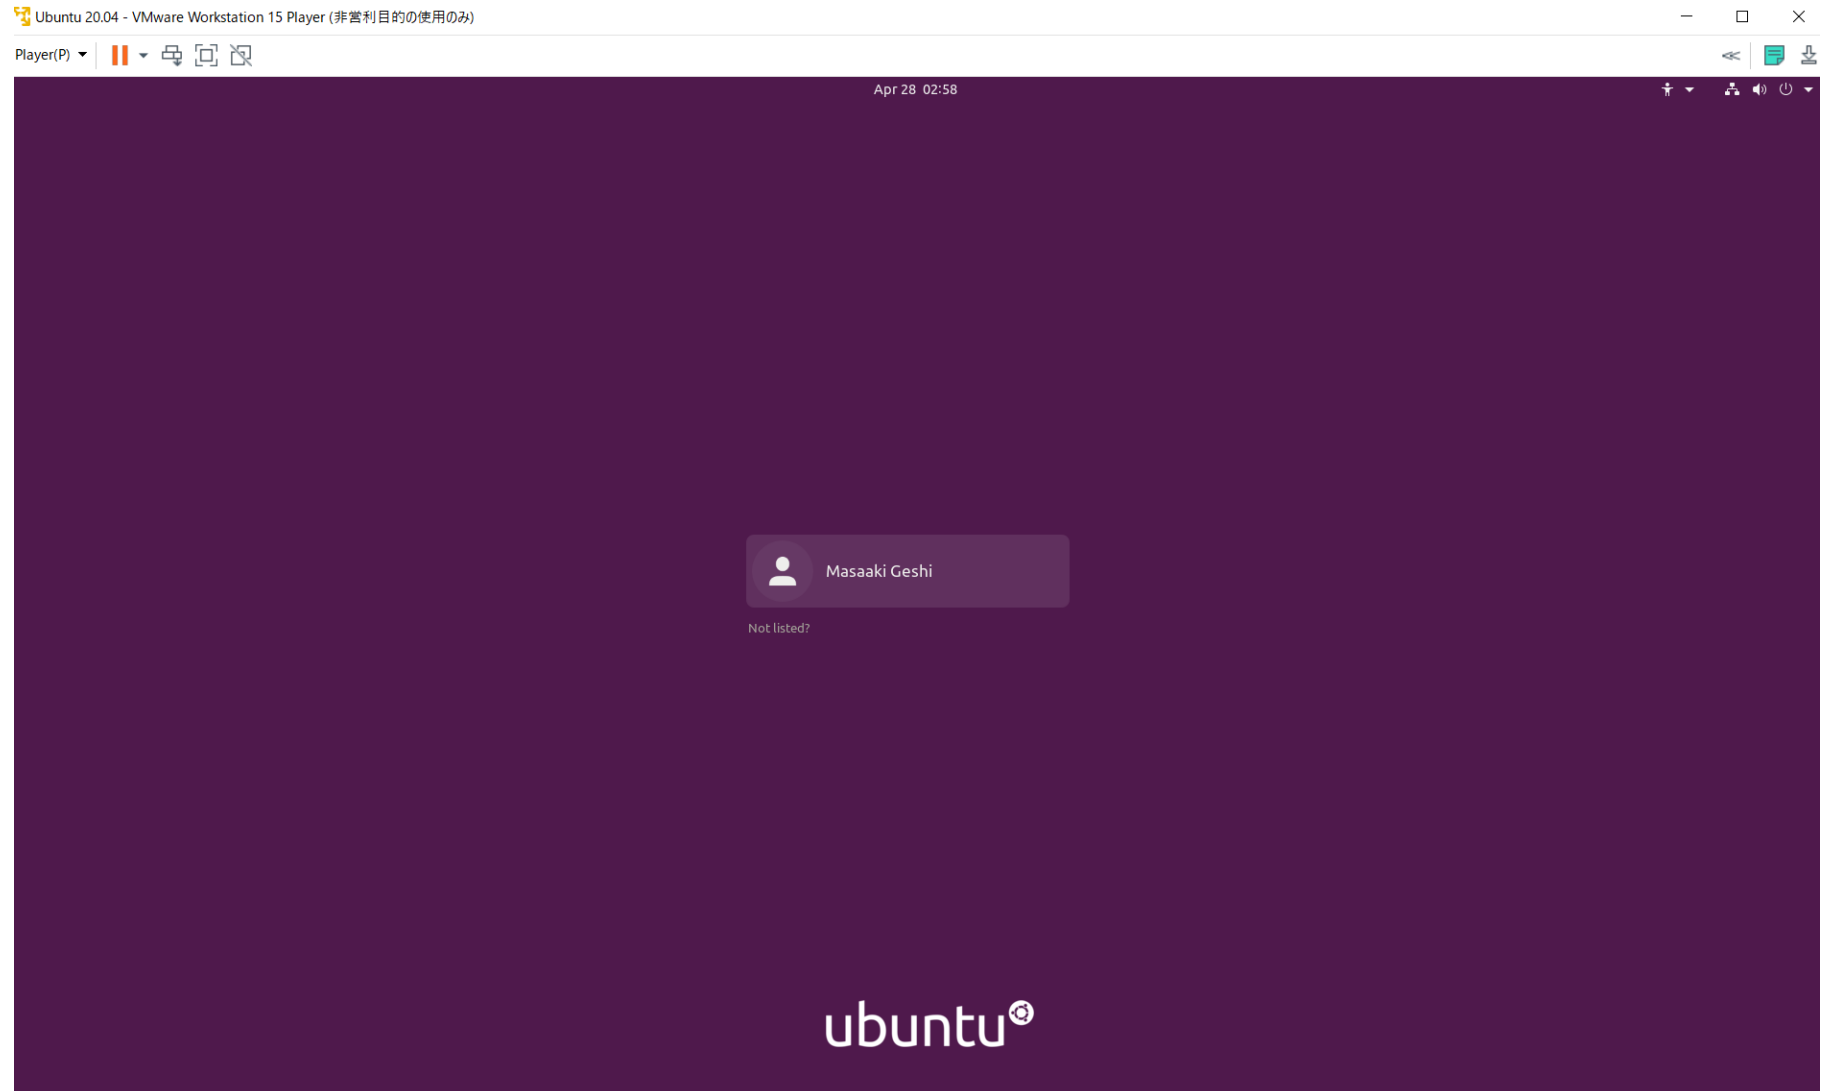 Ubuntu 20.04 - VMware Workstation 15 Player (非営利目的の使用のみ)
Player(P)
Apr 28 02:58
Masaaki Geshi
Not listed?
ubuntu